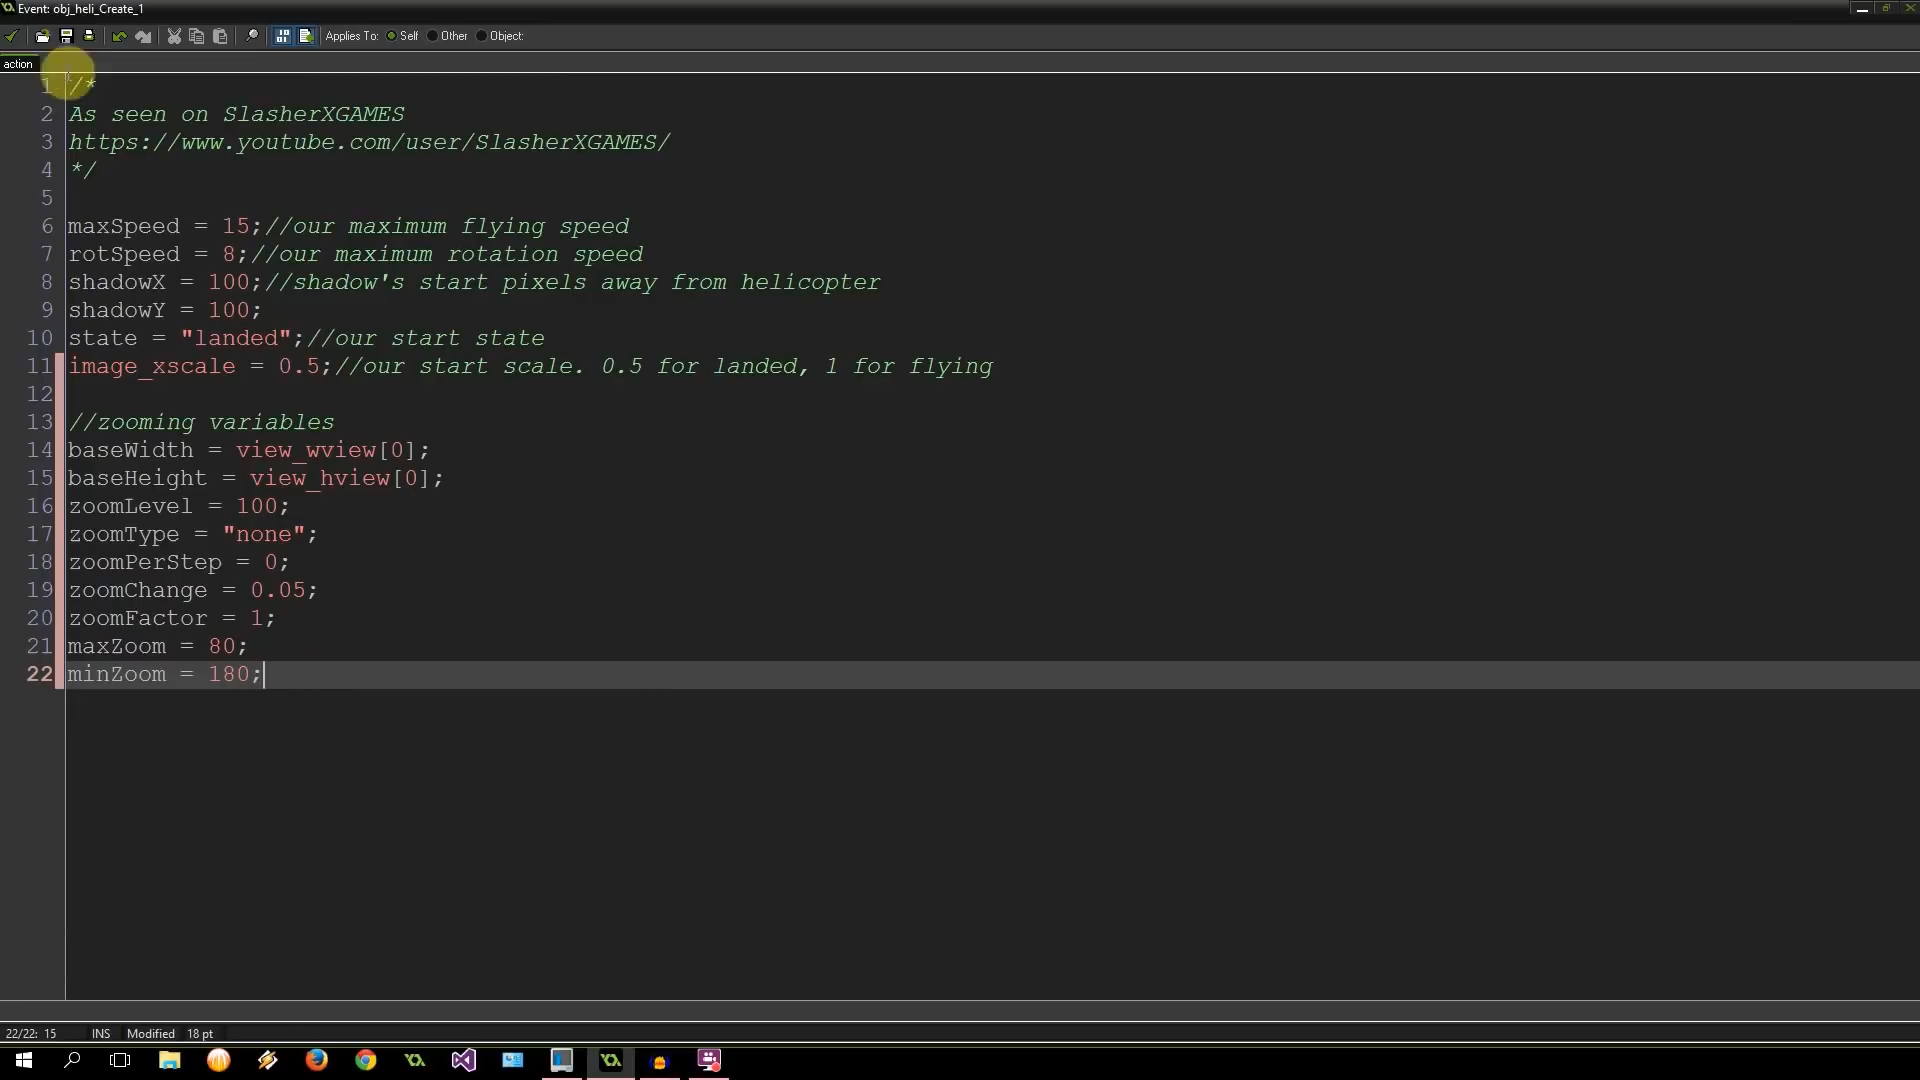 Event: obj_heli_Create_1
Applies To: Self Other Object:
action
1 /*
2 As seen on SlasherXGAMES
3 https://www.youtube.com/user/SlasherXGAMES/
4 */
5
6 maxSpeed = 15;//our maximum flying speed
7 rotSpeed = 8;//our maximum rotation speed
8 shadowX = 100;//shadow's start pixels away from helicopter
9 shadowY = 100;
10 state = "landed";//our start state
11 image_xscale = 0.5;//our start scale. 0.5 for landed, 1 for flying
12
13 //zooming variables
14 baseWidth = view_wview[0];
15 baseHeight = view_hview[0];
16 zoomLevel = 100;
17 zoomType = "none";
18 zoomPerStep = 0;
19 zoomChange = 0.05;
20 zoomFactor = 1;
21 maxZoom = 80;
22 minZoom = 180;
22/22: 15 INS Modified 18 pt